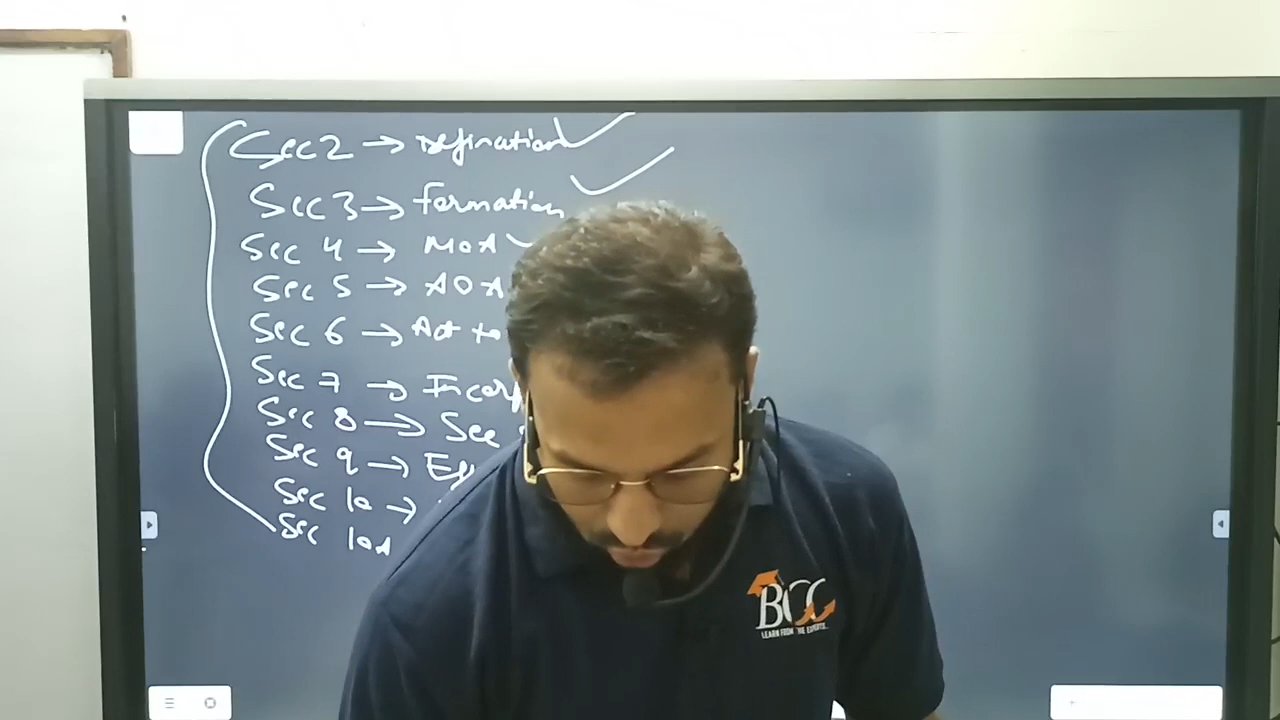 Sec 2 → Defination
Sec 3 → Formation
Sec 4 → MOA
Sec 5 → AOA
Sec 6 → Act to
Sec 7 → Incorp
Sec 8 → Sec
Sec 9 →
Sec 10 →
Sec 10A
BCC
LEARN FROM THE EXPERTS